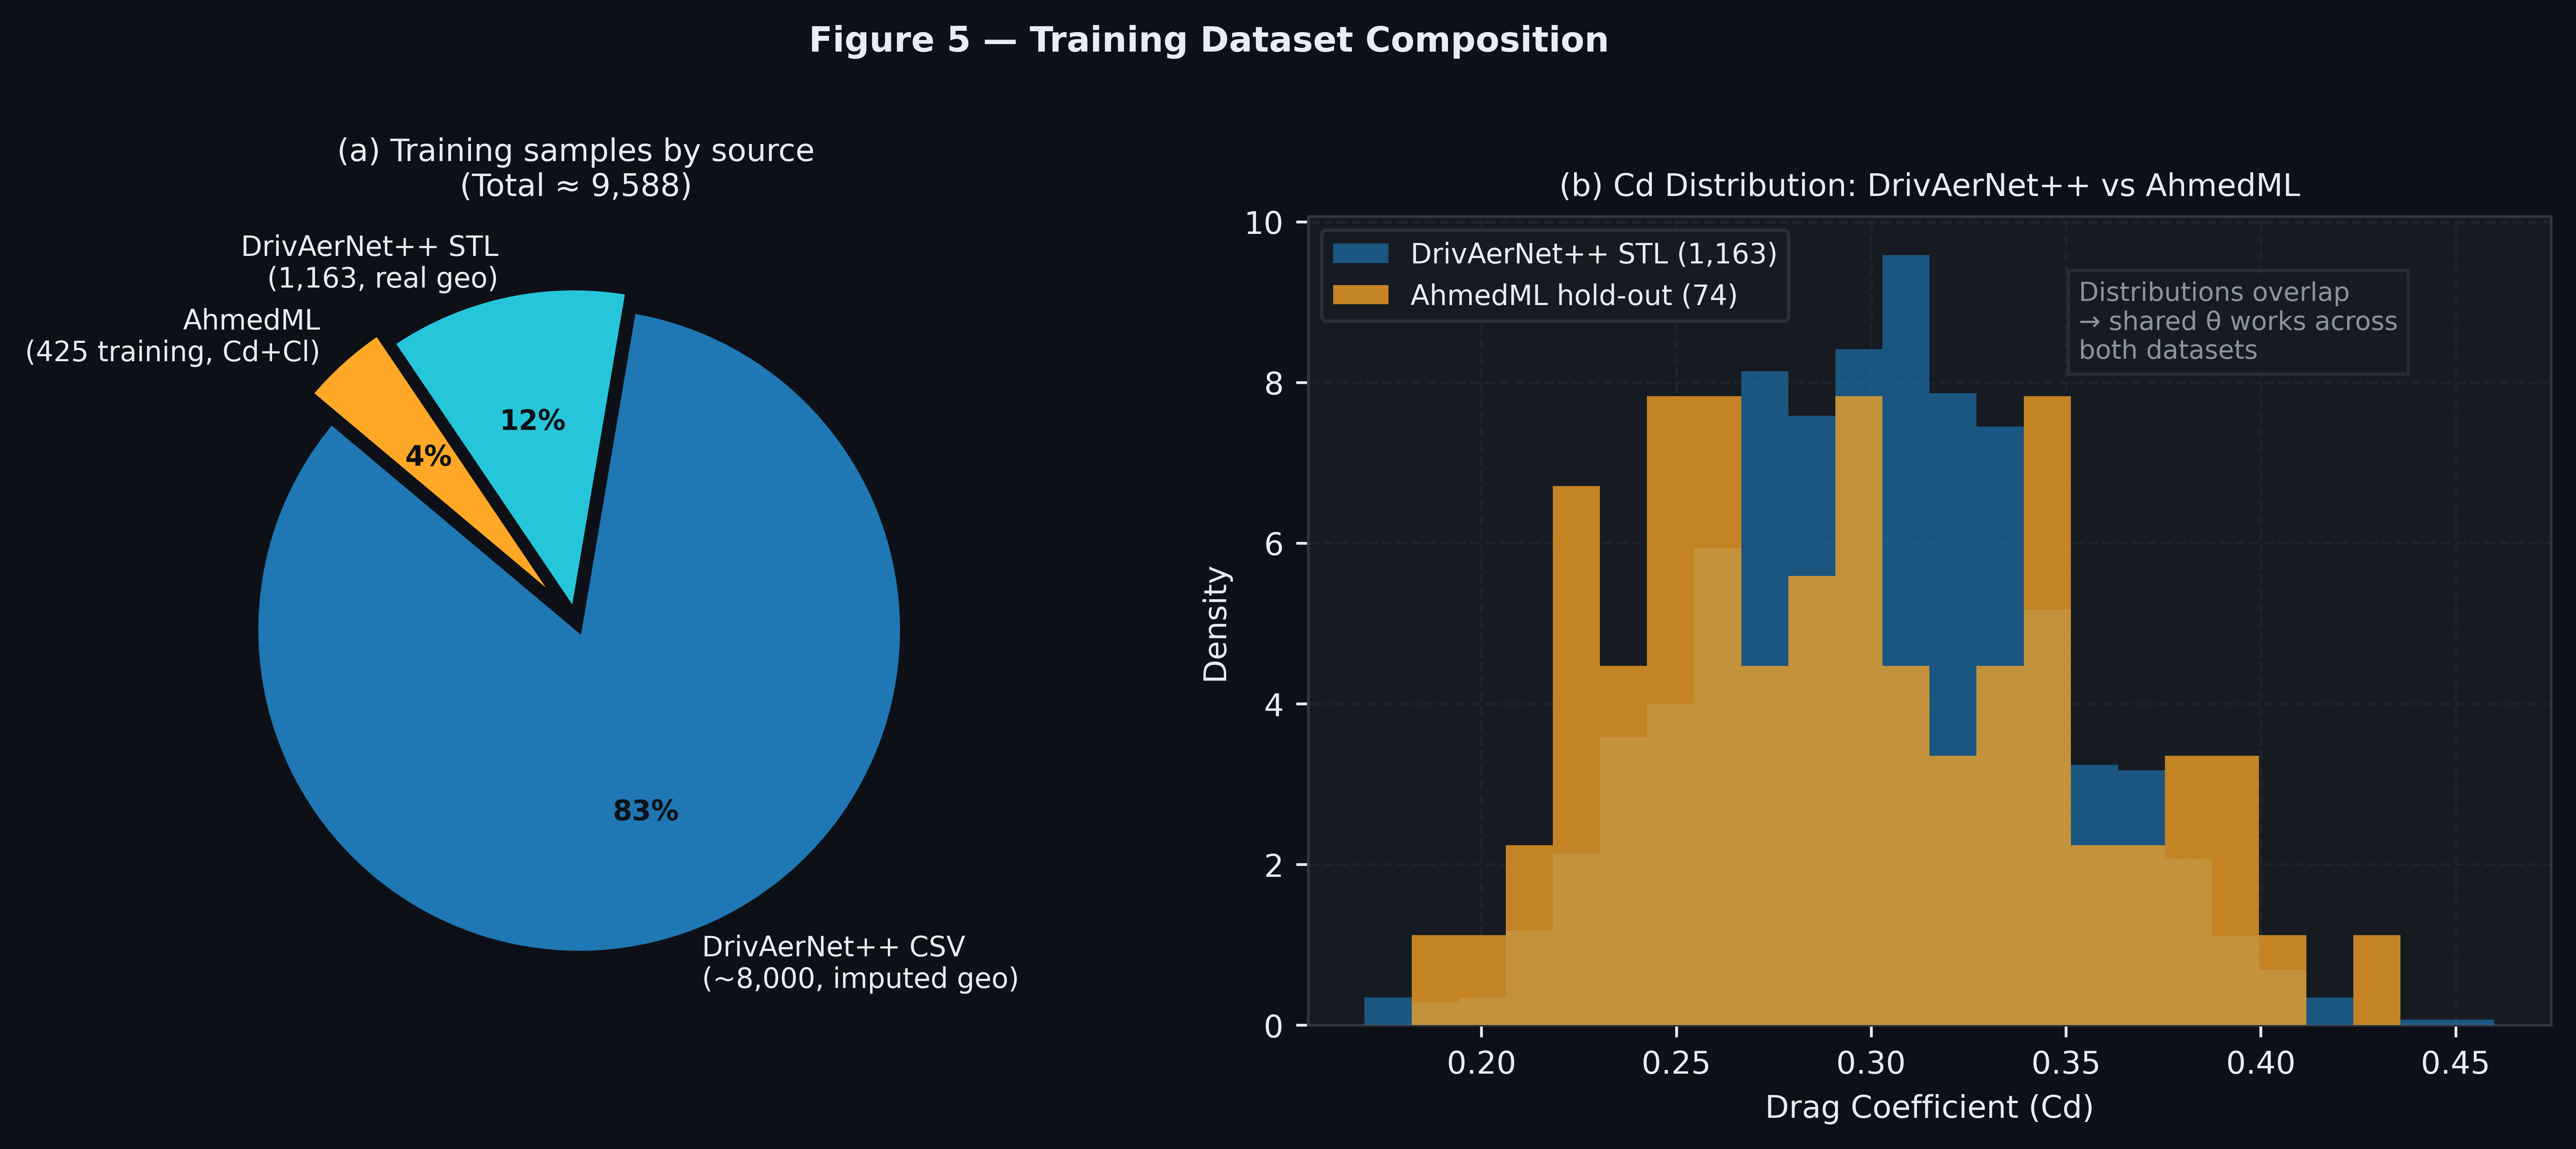 Figure 5 — Training Dataset Composition
(a) Training samples by source
(Total ≈ 9,588)
DrivAerNet++ STL
(1,163, real geo)
AhmedML
(425 training, Cd+Cl)
12%
4%
83%
DrivAerNet++ CSV
(~8,000, imputed geo)
(b) Cd Distribution: DrivAerNet++ vs AhmedML
DrivAerNet++ STL (1,163)
AhmedML hold-out (74)
Distributions overlap
→ shared θ works across
both datasets
Density
10
8
6
4
2
0
0.20 0.25 0.30 0.35 0.40 0.45
Drag Coefficient (Cd)